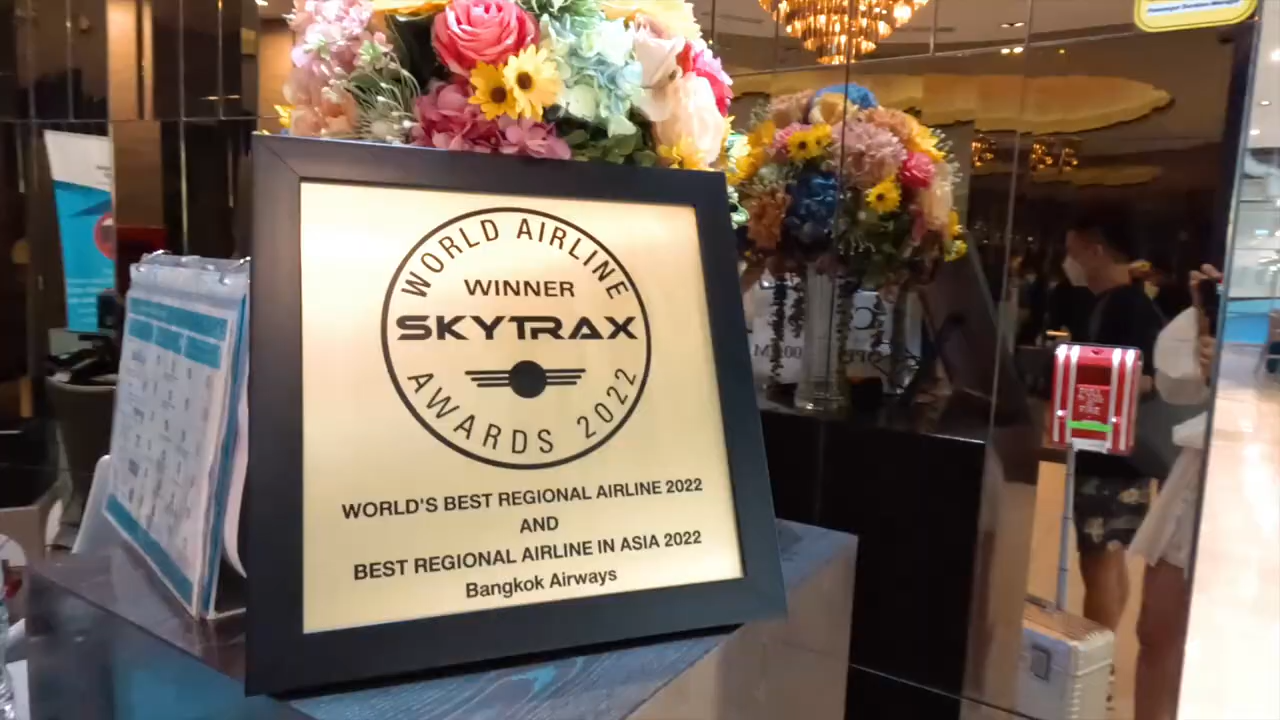 WORLD AIRLINE
WINNER
SKYTRAX
AWARDS 2022
WORLD'S BEST REGIONAL AIRLINE 2022
AND
BEST REGIONAL AIRLINE IN ASIA 2022
Bangkok Airways